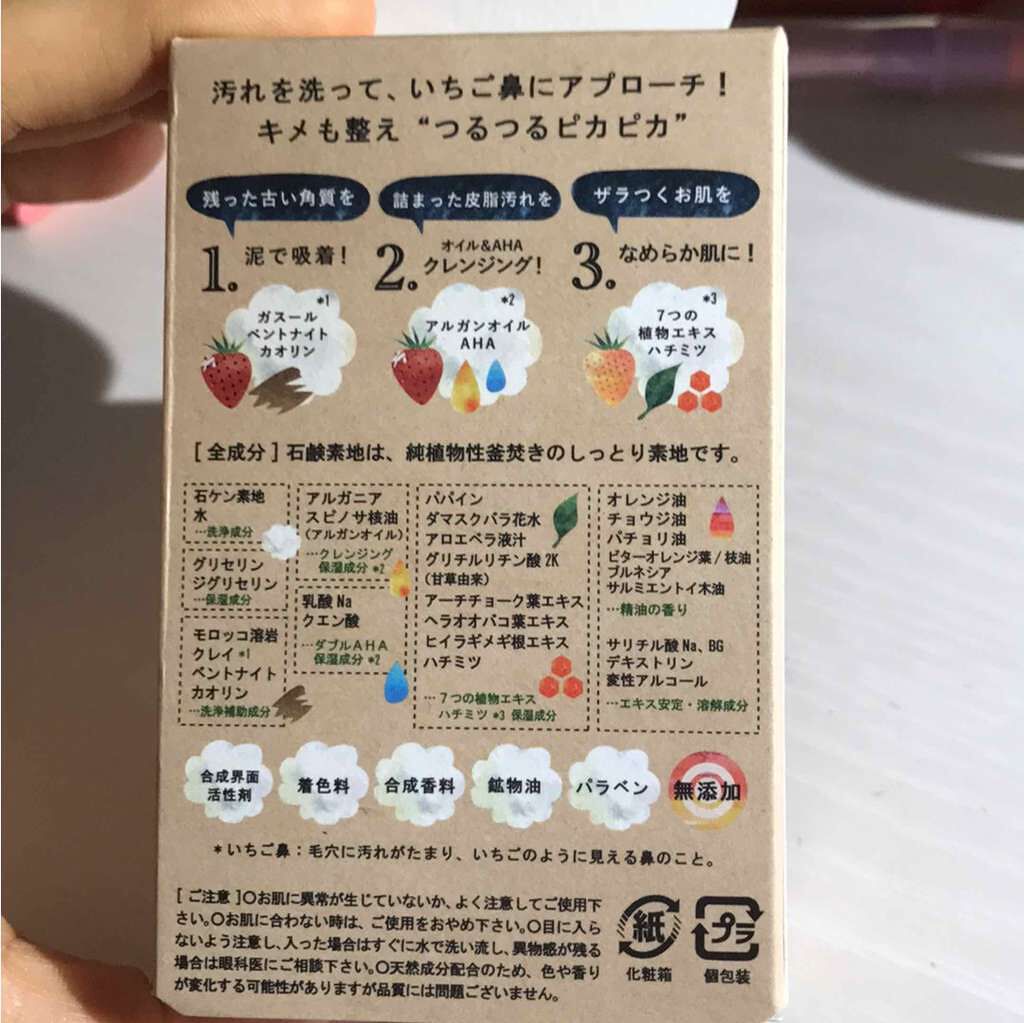 汚れを洗って、いちご鼻にアプローチ！
キメも整え“つるつるピカピカ”
残った古い角質を
1. 泥で吸着！
*1
ガスール
ベントナイト
カオリン
詰まった皮脂汚れを
2. オイル&AHA
クレンジング！
*2
アルガンオイル
AHA
ザラつくお肌を
3. なめらか肌に！
*3
7つの
植物エキス
ハチミツ
[ 全成分 ] 石鹸素地は、純植物性釜焚きのしっとり素地です。
石ケン素地
水
…洗浄成分
グリセリン
ジグリセリン
…保湿成分
モロッコ溶岩
クレイ *1
ベントナイト
カオリン
…洗浄補助成分
アルガニア
スピノサ核油
（アルガンオイル）
…クレンジング
保湿成分 *2
乳酸 Na
クエン酸
…ダブルＡＨＡ
保湿成分 *2
パパイン
ダマスクバラ花水
アロエベラ液汁
グリチルリチン酸 2K
（甘草由来）
アーチチョーク葉エキス
ヘラオオバコ葉エキス
ヒイラギメギ根エキス
ハチミツ
… 7つの植物エキス
ハチミツ *3 保湿成分
オレンジ油
チョウジ油
パチョリ油
ビターオレンジ葉 / 枝油
ブルネシア
サルミエントイ木油
…精油の香り
サリチル酸 Na、BG
デキストリン
変性アルコール
…エキス安定・溶解成分
合成界面
活性剤
着色料
合成香料
鉱物油
パラベン
無添加
*いちご鼻：毛穴に汚れがたまり、いちごのように見える鼻のこと。
[ ご注意 ]〇お肌に異常が生じていないか、よく注意してご使用下
さい。〇お肌に合わない時は、ご使用をおやめ下さい。〇目に入ら
ないよう注意し、入った場合はすぐに水で洗い流し、異物感が残る
場合は眼科医にご相談下さい。〇天然成分配合のため、色や香り
が変化する可能性がありますが品質には問題ございません。
紙
化粧箱
プラ
個包装